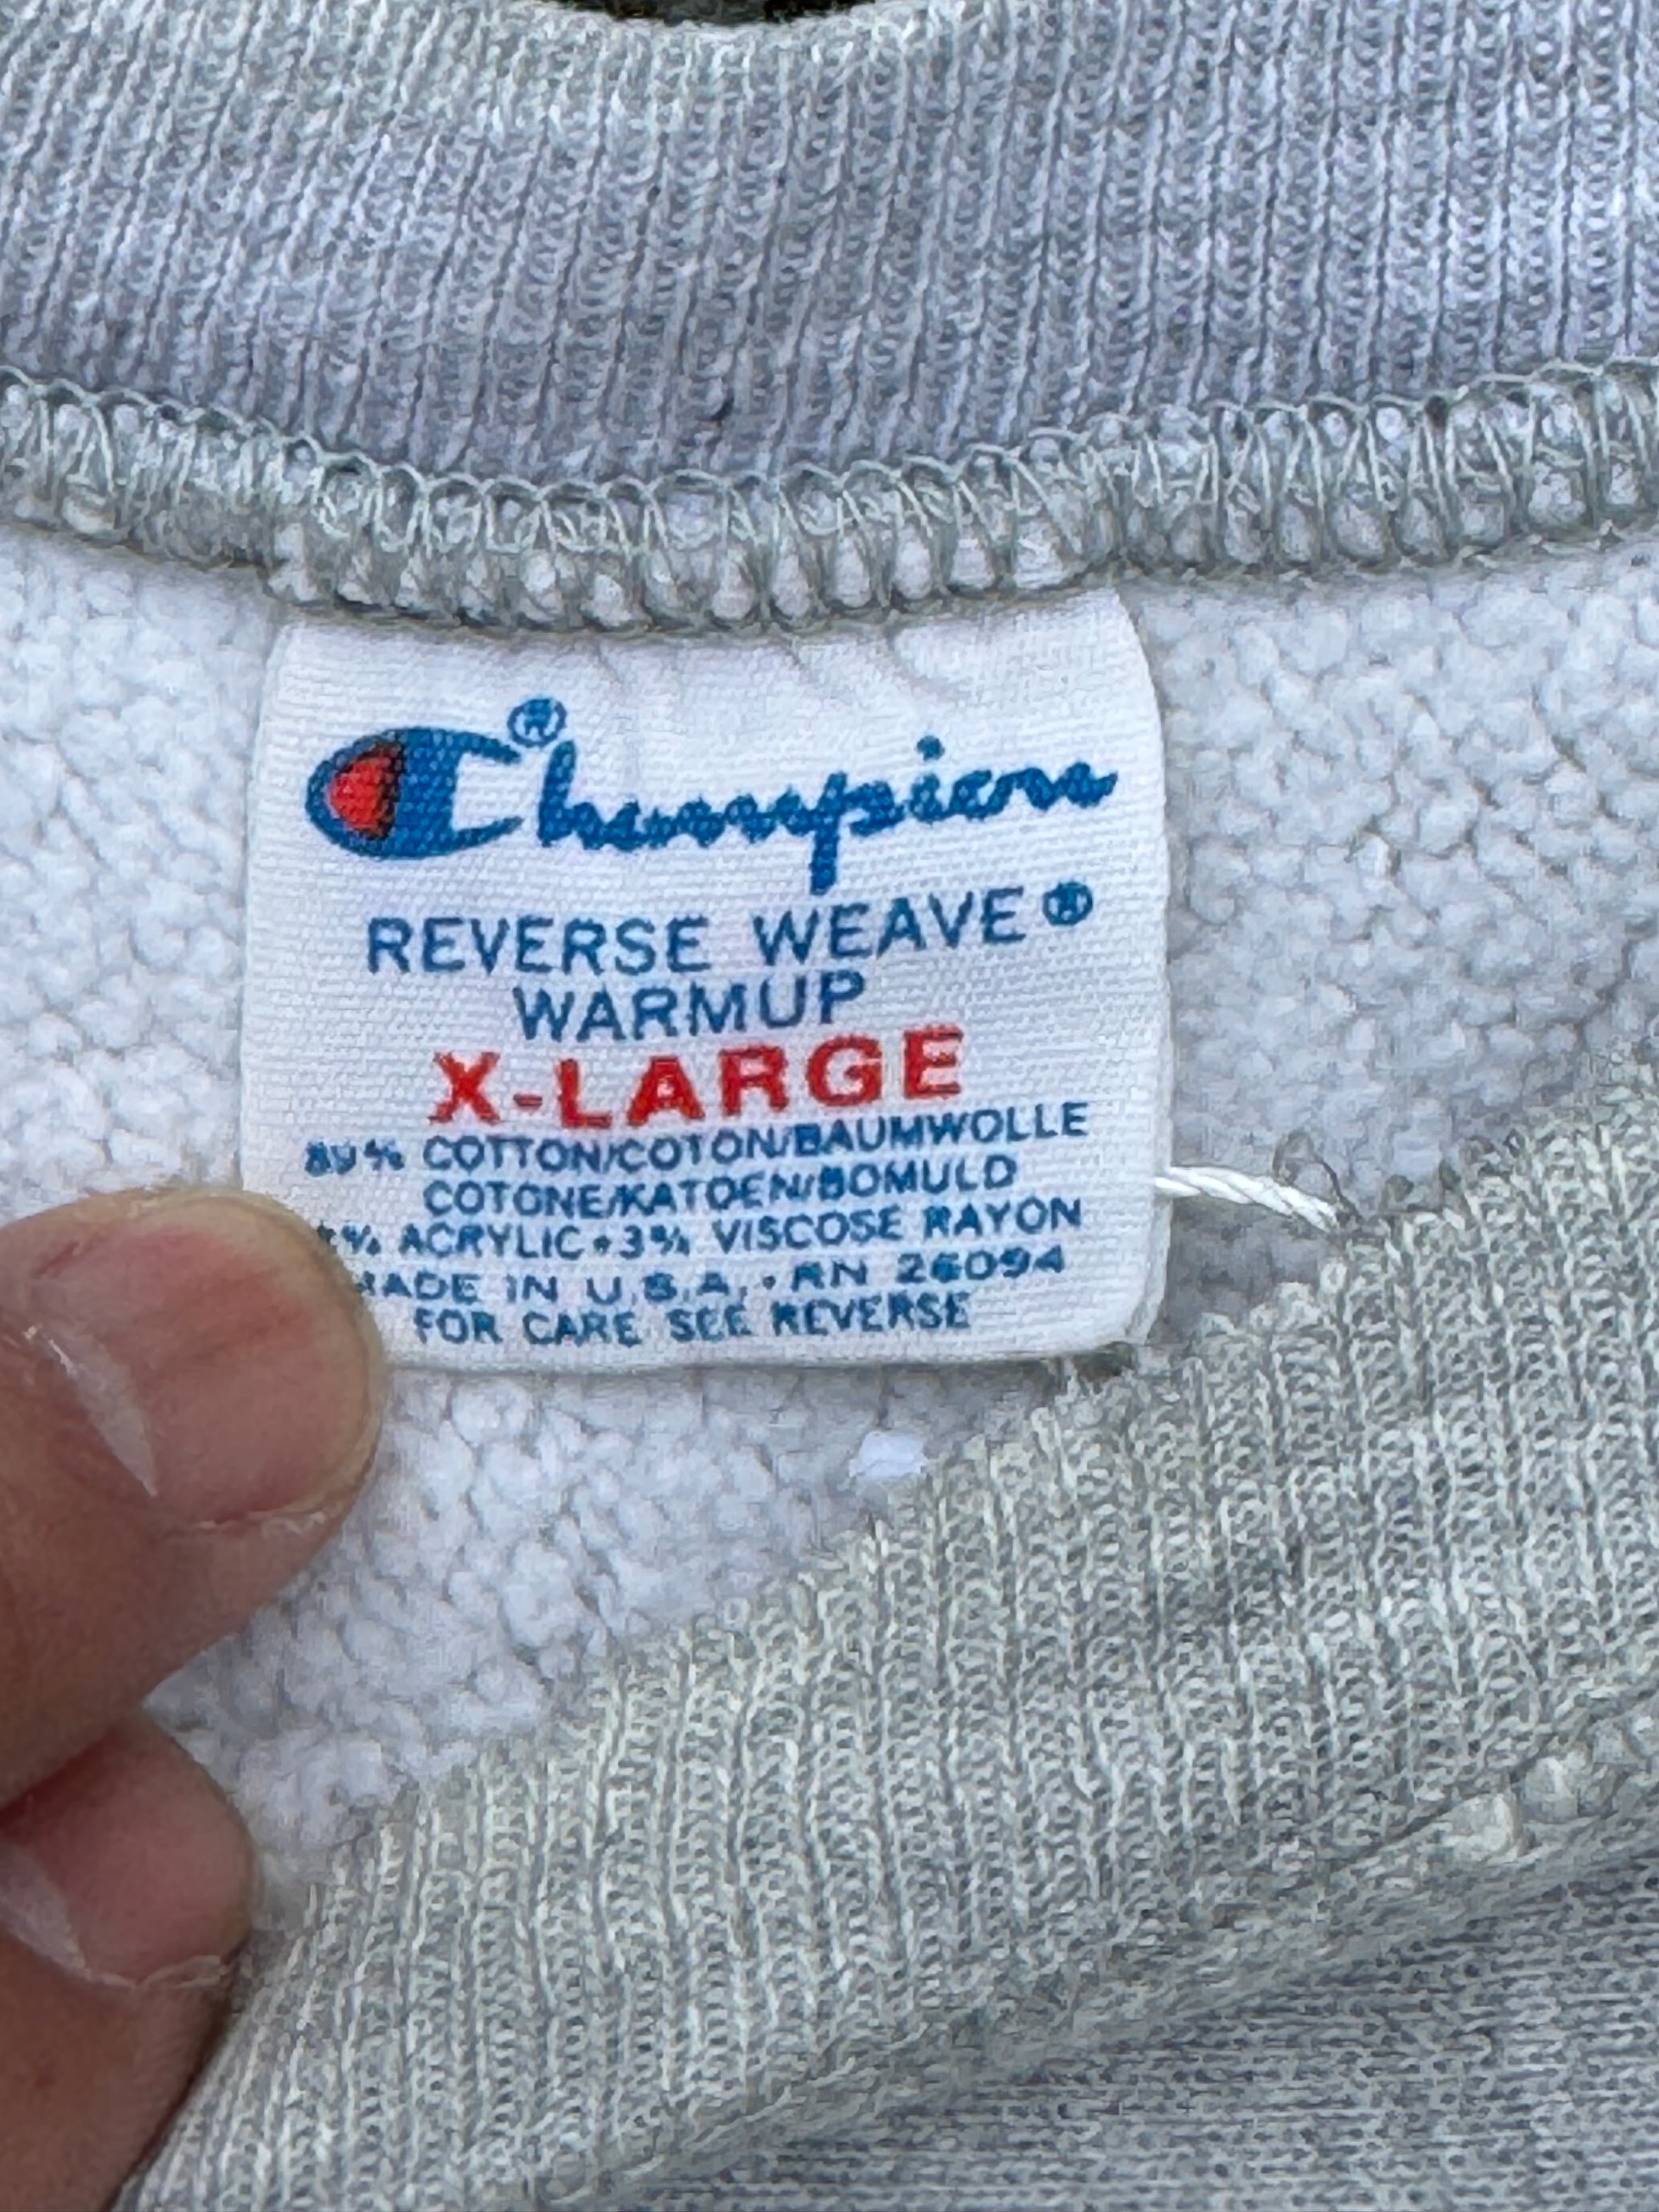 Champion®
REVERSE WEAVE®
WARMUP
X-LARGE
89% COTTON/COTON/BAUMWOLLE
COTONE/KATOEN/BOMULD
% ACRYLIC • 3% VISCOSE RAYON
MADE IN U.S.A. • RN 26094
FOR CARE SEE REVERSE